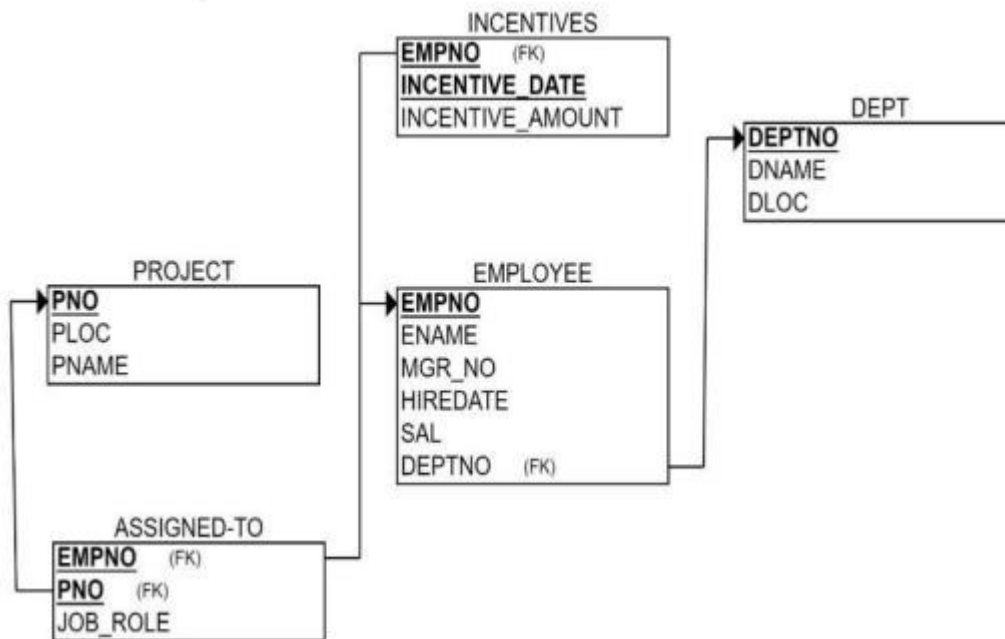 INCENTIVES
EMPNO (FK)
INCENTIVE_DATE
INCENTIVE_AMOUNT
DEPT
DEPTNO
DNAME
DLOC
PROJECT
PNO
PLOC
PNAME
EMPLOYEE
EMPNO
ENAME
MGR_NO
HIREDATE
SAL
DEPTNO (FK)
ASSIGNED-TO
EMPNO (FK)
PNO (FK)
JOB_ROLE